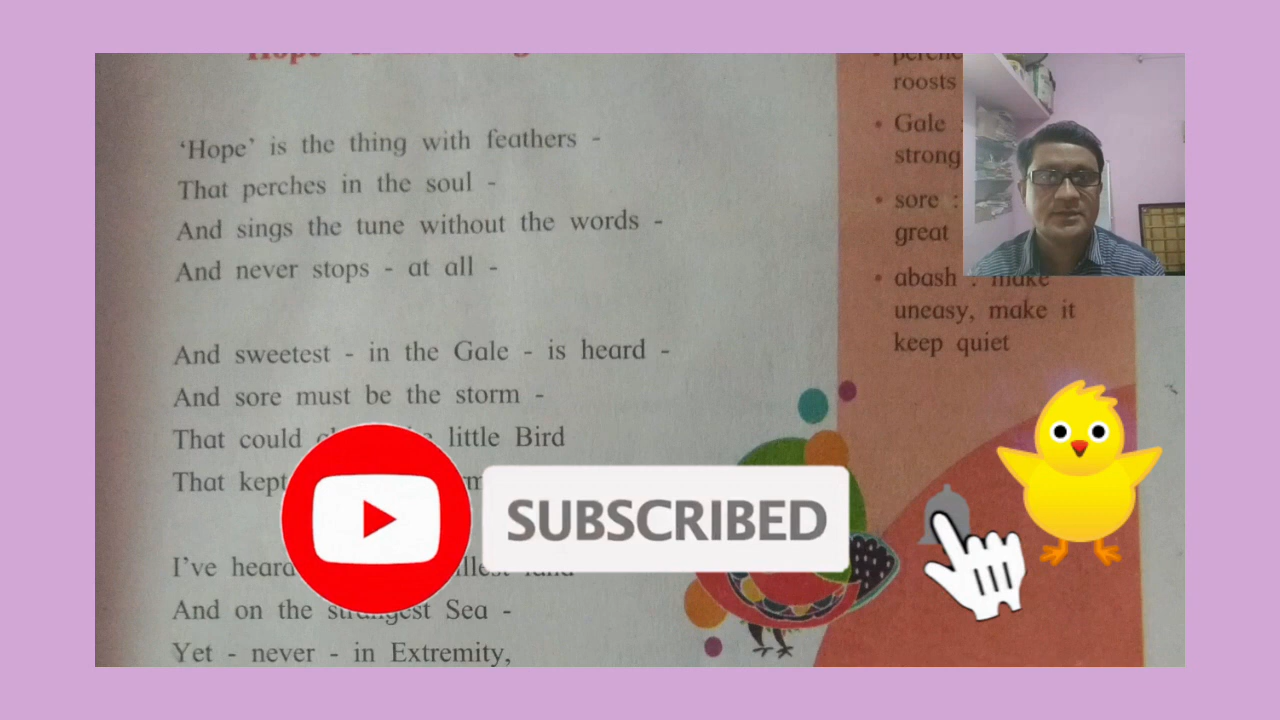 'Hope' is the thing with feathers -
That perches in the soul -
And sings the tune without the words -
And never stops - at all -
And sweetest - in the Gale - is heard -
And sore must be the storm -
That could little Bird
That kept
I've heard
And on the strangest Sea -
Yet - never - in Extremity,
roosts
• Gale :
strong
• sore :
great
• abash : make
uneasy, make it
keep quiet
SUBSCRIBED